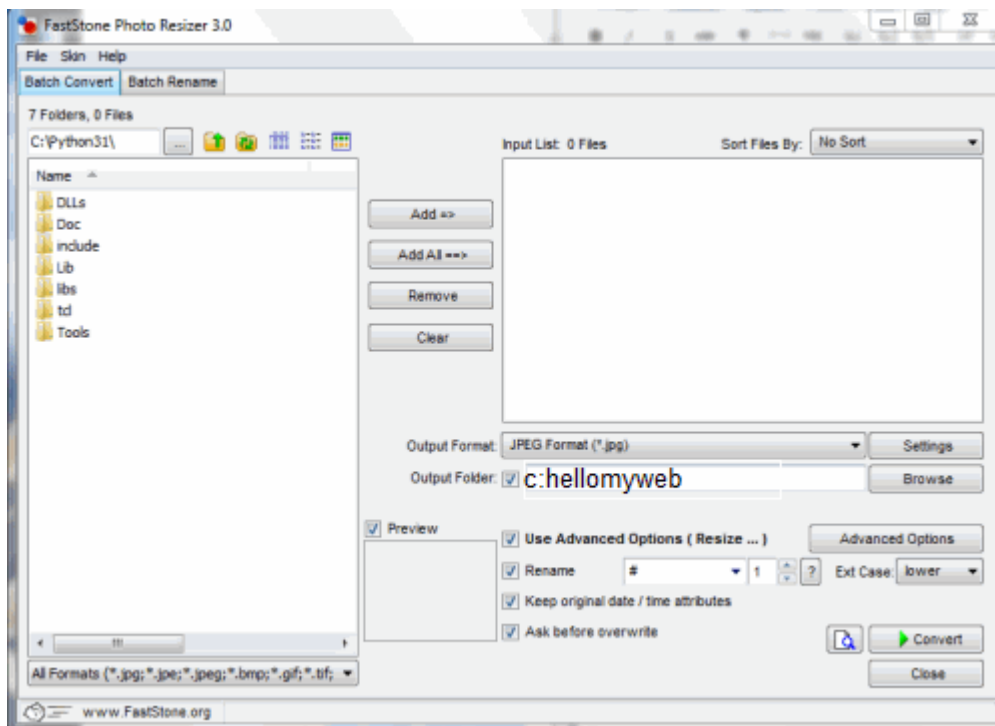 FastStone Photo Resizer 3.0
File Skin Help
Batch Convert Batch Rename
7 Folders, 0 Files
C:\Python31\ ...
Input List: 0 Files Sort Files By: No Sort
Name
DLLs
Doc
include
Lib
libs
tcl
Tools
Add =>
Add All ==>
Remove
Clear
Output Format: JPEG Format (*.jpg) Settings
Output Folder: c:hellomyweb Browse
Preview
Use Advanced Options ( Resize ... ) Advanced Options
Rename # 1 ? Ext Case: lower
Keep original date / time attributes
Ask before overwrite
Convert
All Formats (*.jpg;*.jpe;*.jpeg;*.bmp;*.gif;*.tif; Close
www.FastStone.org